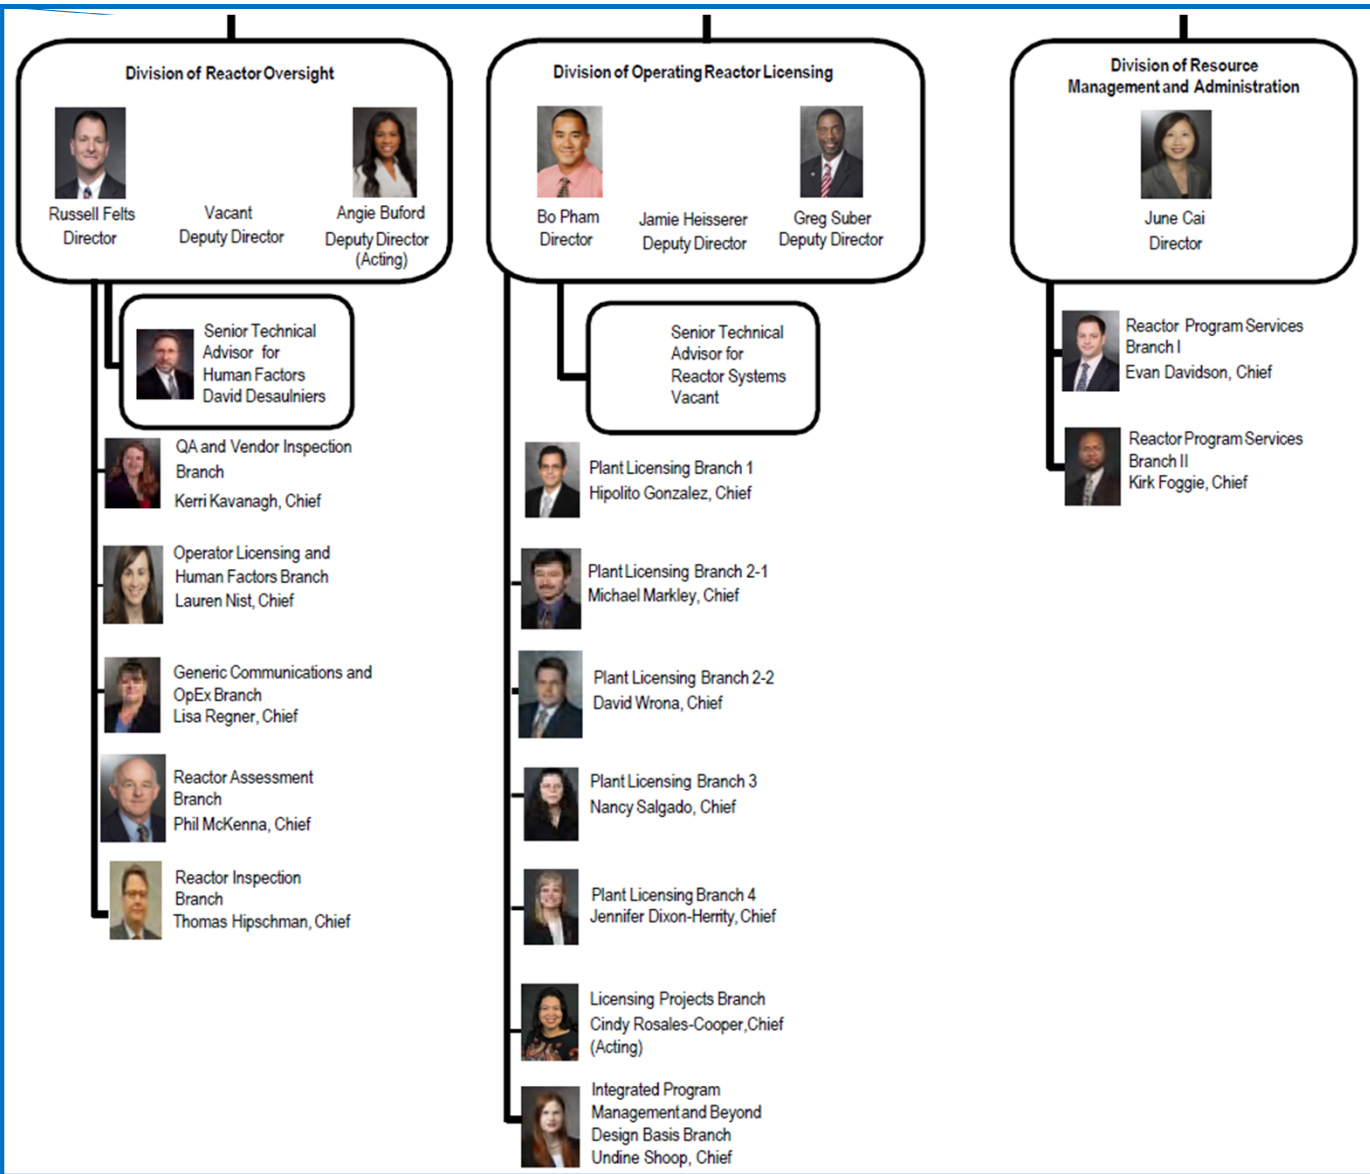 Division of Reactor Oversight
Russell Felts
Director
Vacant
Deputy Director
Angie Buford
Deputy Director
(Acting)
Senior Technical
Advisor for
Human Factors
David Desaulniers
QA and Vendor Inspection
Branch
Kerri Kavanagh, Chief
Operator Licensing and
Human Factors Branch
Lauren Nist, Chief
Generic Communications and
OpEx Branch
Lisa Regner, Chief
Reactor Assessment
Branch
Phil McKenna, Chief
Reactor Inspection
Branch
Thomas Hipschman, Chief
Division of Operating Reactor Licensing
Bo Pham
Director
Jamie Heisserer
Deputy Director
Greg Suber
Deputy Director
Senior Technical
Advisor for
Reactor Systems
Vacant
Plant Licensing Branch 1
Hipolito Gonzalez, Chief
Plant Licensing Branch 2-1
Michael Markley, Chief
Plant Licensing Branch 2-2
David Wrona, Chief
Plant Licensing Branch 3
Nancy Salgado, Chief
Plant Licensing Branch 4
Jennifer Dixon-Herrity, Chief
Licensing Projects Branch
Cindy Rosales-Cooper,Chief
(Acting)
Integrated Program
Management and Beyond
Design Basis Branch
Undine Shoop, Chief
Division of Resource
Management and Administration
June Cai
Director
Reactor Program Services
Branch I
Evan Davidson, Chief
Reactor Program Services
Branch II
Kirk Foggie, Chief